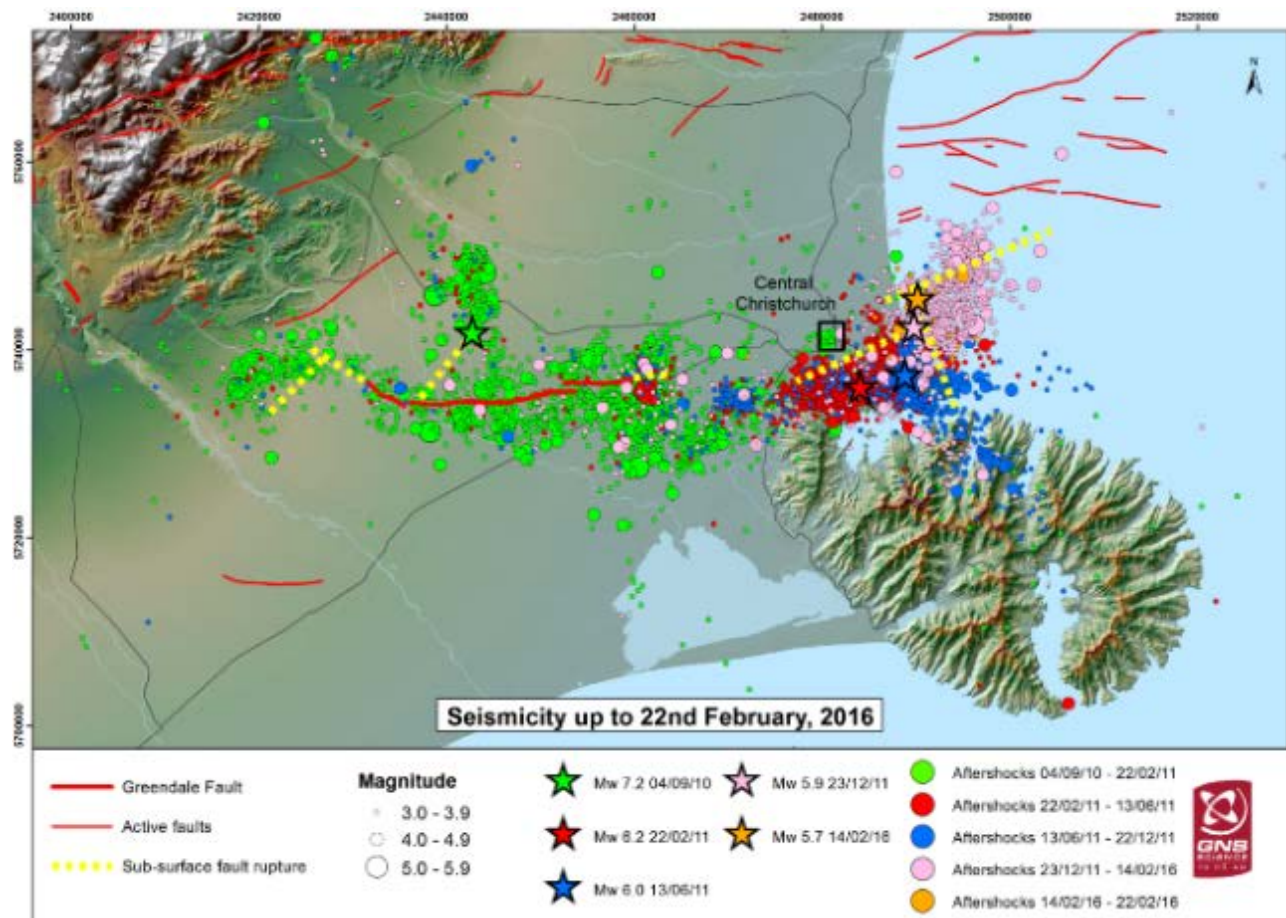 2400000 2420000 2440000 2460000 2480000 2500000 2520000
N
5760000
Central
Christchurch
5740000
5720000
5700000
Seismicity up to 22nd February, 2016
Greendale Fault
Active faults
Sub-surface fault rupture
Magnitude
3.0 - 3.9
4.0 - 4.9
5.0 - 5.9
Mw 7.2 04/09/10
Mw 6.2 22/02/11
Mw 6.0 13/06/11
Mw 5.9 23/12/11
Mw 5.7 14/02/16
Aftershocks 04/09/10 - 22/02/11
Aftershocks 22/02/11 - 13/06/11
Aftershocks 13/06/11 - 22/12/11
Aftershocks 23/12/11 - 14/02/16
Aftershocks 14/02/16 - 22/02/16
GNS
SCIENCE